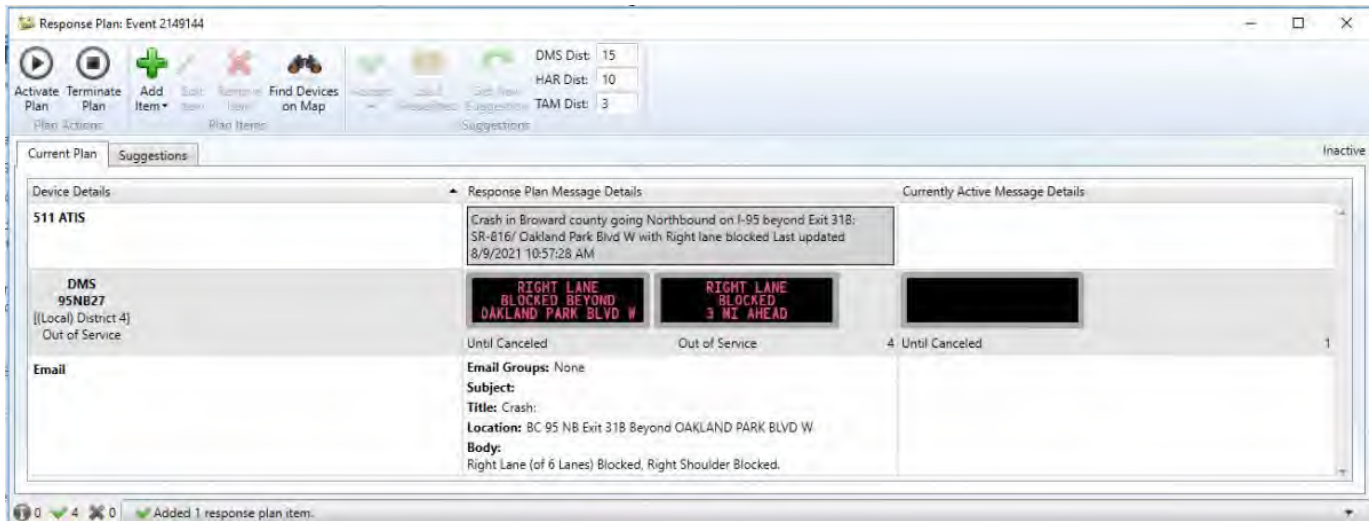 Response Plan: Event 2149144
Activate Plan
Terminate Plan
Add Item
Edit Item
Remove Item
Find Devices on Map
DMS Dist: 15
HAR Dist: 10
TAM Dist: 3
Plan Actions
Plan Items
Suggestions
Current Plan
Suggestions
Inactive
Device Details
Response Plan Message Details
Currently Active Message Details
511 ATIS
Crash in Broward county going Northbound on I-95 beyond Exit 31B:
SR-816/ Oakland Park Blvd W with Right lane blocked Last updated
8/9/2021 10:57:28 AM
DMS
95NB27
[(Local) District 4]
Out of Service
RIGHT LANE
BLOCKED BEYOND
OAKLAND PARK BLVD W
RIGHT LANE
BLOCKED
3 MI AHEAD
Until Canceled
Out of Service
4
Until Canceled
1
Email
Email Groups: None
Subject:
Title: Crash:
Location: BC 95 NB Exit 31B Beyond OAKLAND PARK BLVD W
Body:
Right Lane (of 6 Lanes) Blocked, Right Shoulder Blocked.
0 4 0 Added 1 response plan item.